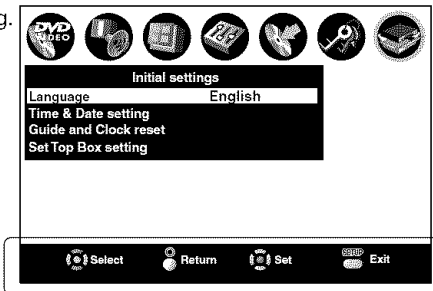 g.
DVD
VIDEO
Initial settings
Language English
Time & Date setting
Guide and Clock reset
Set Top Box setting
Select Return Set SETUP Exit